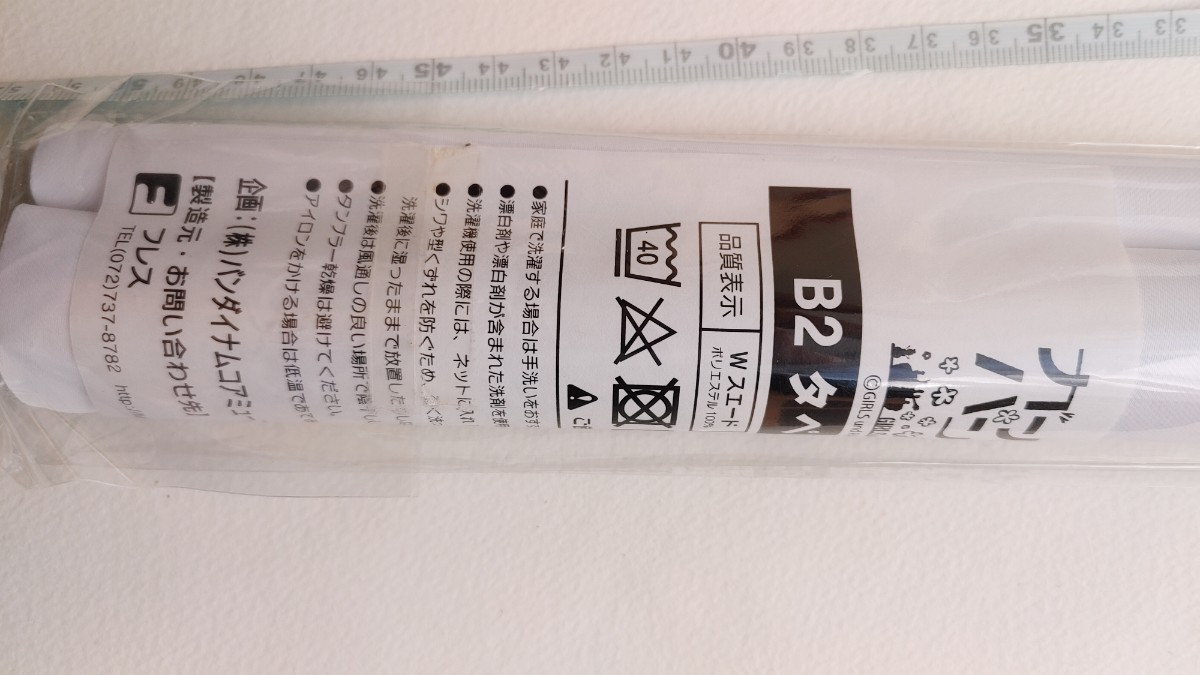 ©GIRLS und
B2 タペ
品質表示
Wスエード
ポリエステル100%
40
●家庭で洗濯する場合は手洗いをおす
●漂白剤や漂白剤が含まれた洗剤を使
●洗濯機使用の際には、ネットに入れ
●シワや型くずれを防ぐため、
洗濯後に湿ったままで放置した
●洗濯後は風通しの良い場所で
●タンブラー乾燥は避けてください
●アイロンをかける場合は低温で
企画：(株)バンダイナムコアミュ
【製造元・お問い合わせ先
フレス
TEL(072)737-8782 http:/
35 36 37 38 39 40 41 42 43 44 45 46